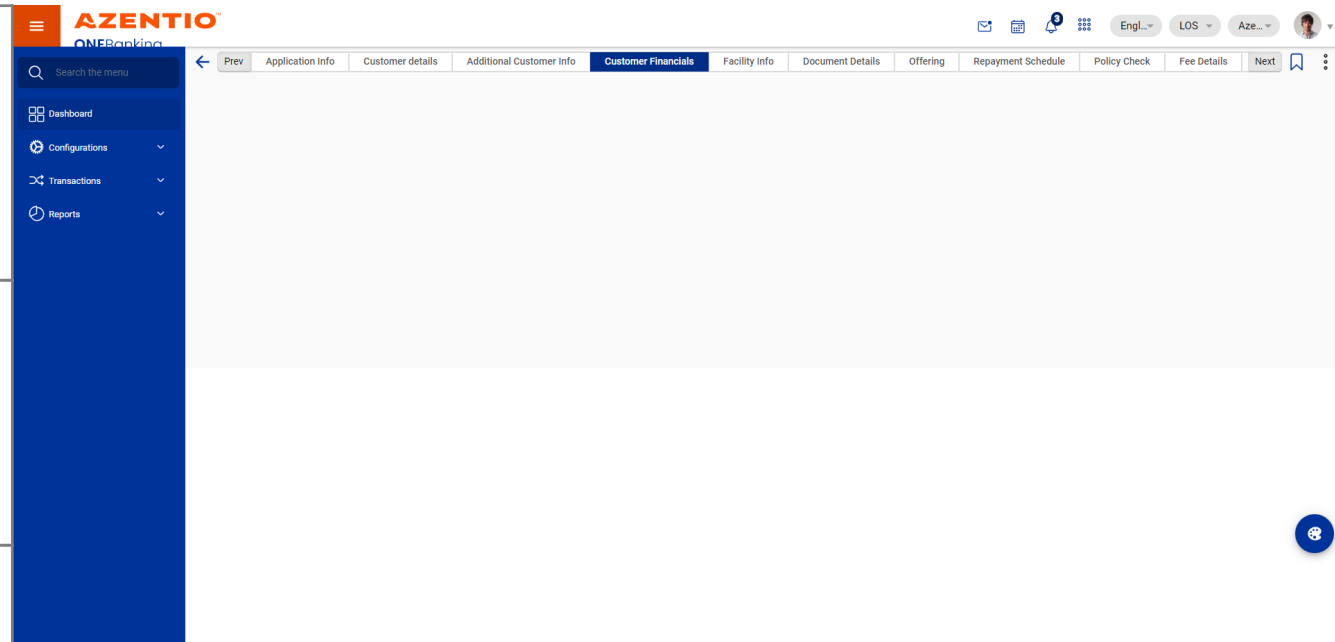 AZENTIO™
ONEBanking
3
Engl...
LOS
Aze...
Search the menu
Dashboard
Configurations
Transactions
Reports
Prev
Application Info
Customer details
Additional Customer Info
Customer Financials
Facility Info
Document Details
Offering
Repayment Schedule
Policy Check
Fee Details
Next